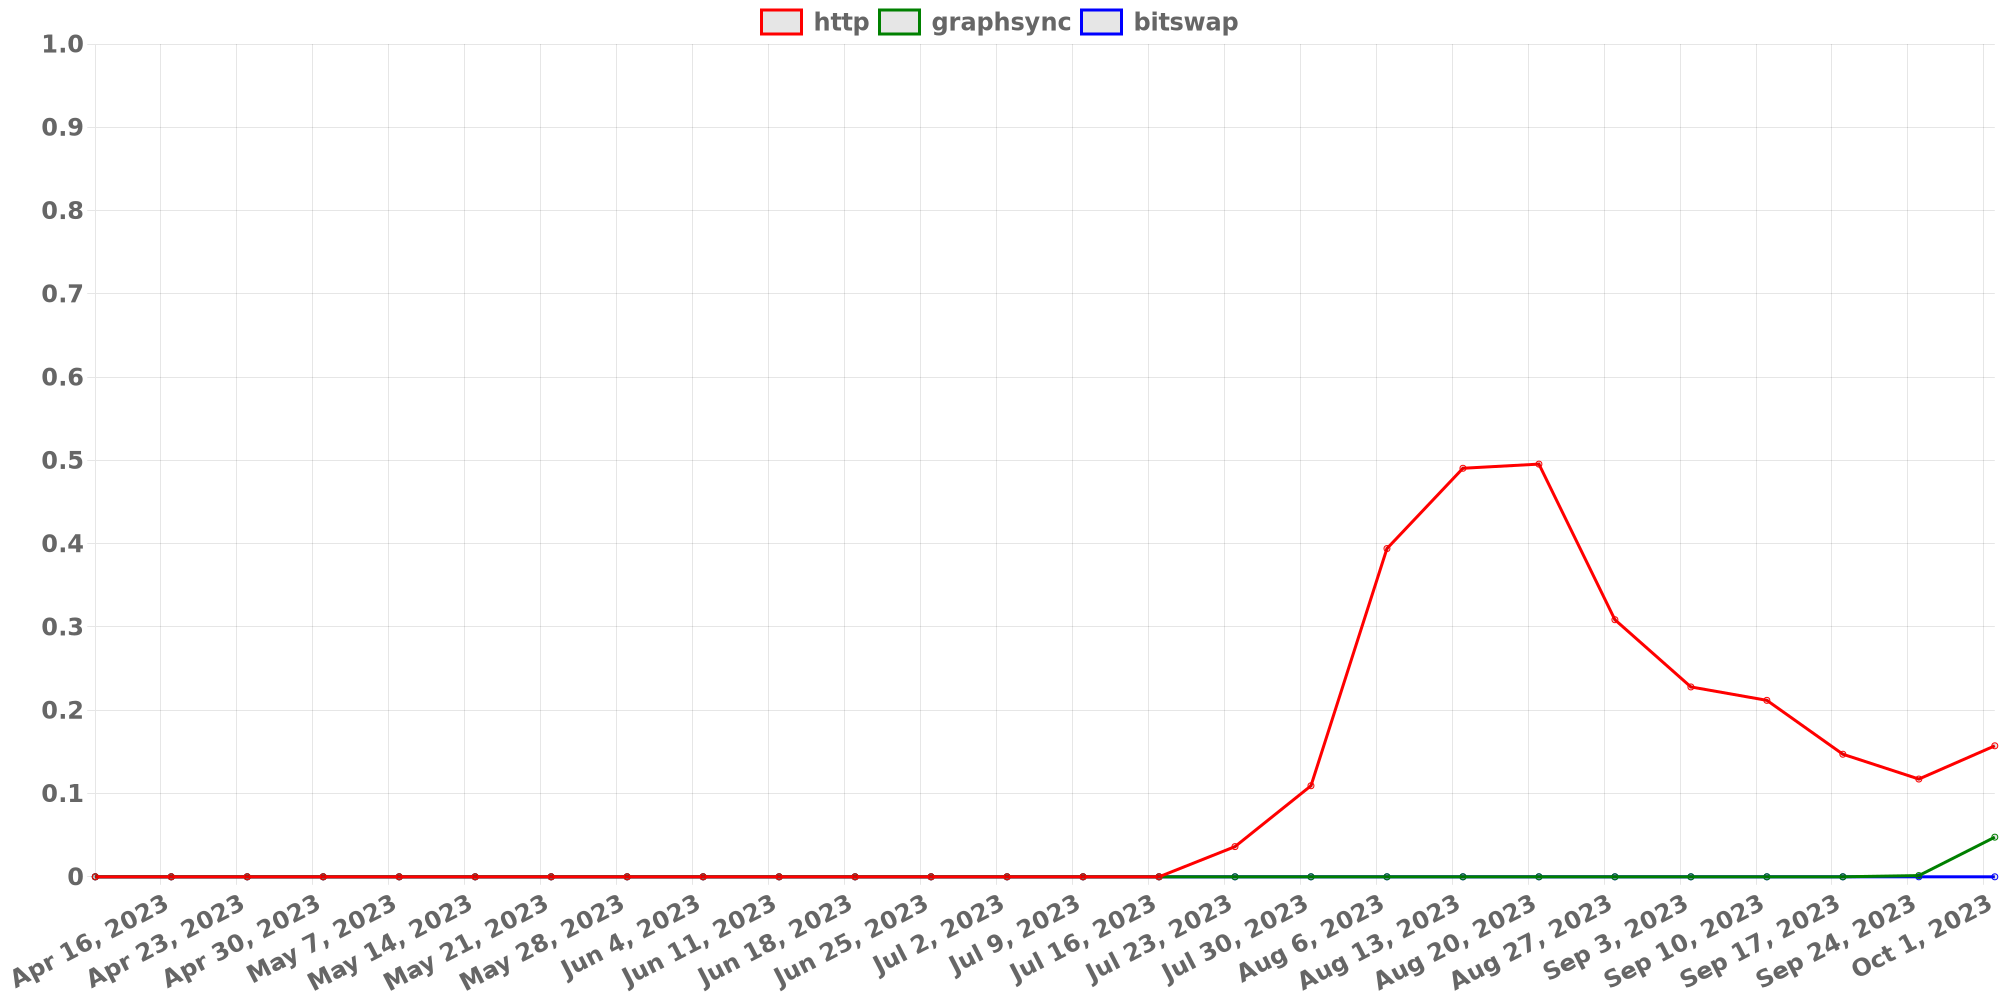 http graphsync bitswap
1.0
0.9
0.8
0.7
0.6
0.5
0.4
0.3
0.2
0.1
0
Apr 16, 2023
Apr 23, 2023
Apr 30, 2023
May 7, 2023
May 14, 2023
May 21, 2023
May 28, 2023
Jun 4, 2023
Jun 11, 2023
Jun 18, 2023
Jun 25, 2023
Jul 2, 2023
Jul 9, 2023
Jul 16, 2023
Jul 23, 2023
Jul 30, 2023
Aug 6, 2023
Aug 13, 2023
Aug 20, 2023
Aug 27, 2023
Sep 3, 2023
Sep 10, 2023
Sep 17, 2023
Sep 24, 2023
Oct 1, 2023